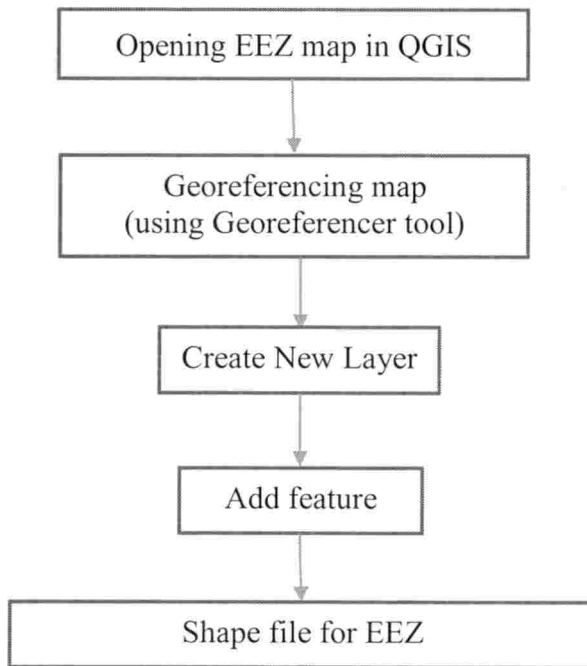 Opening EEZ map in QGIS
Georeferencing map
(using Georeferencer tool)
Create New Layer
Add feature
Shape file for EEZ